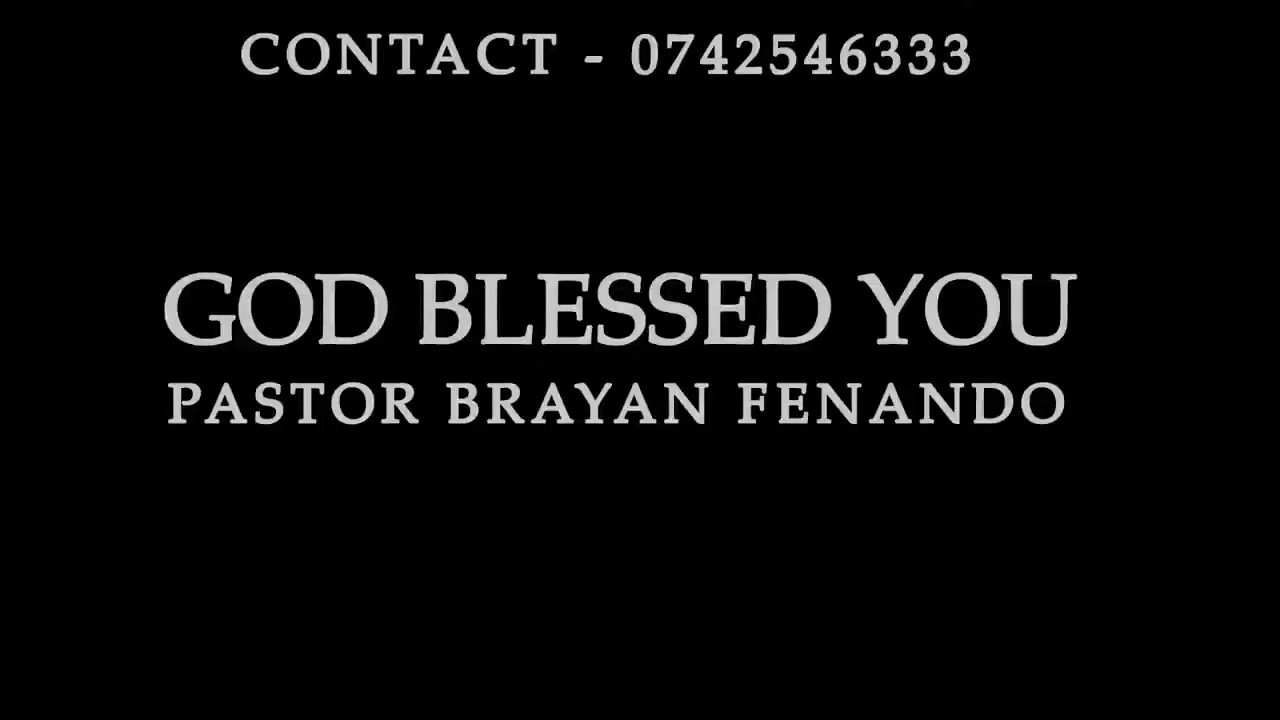 CONTACT - 0742546333
GOD BLESSED YOU
PASTOR BRAYAN FENANDO